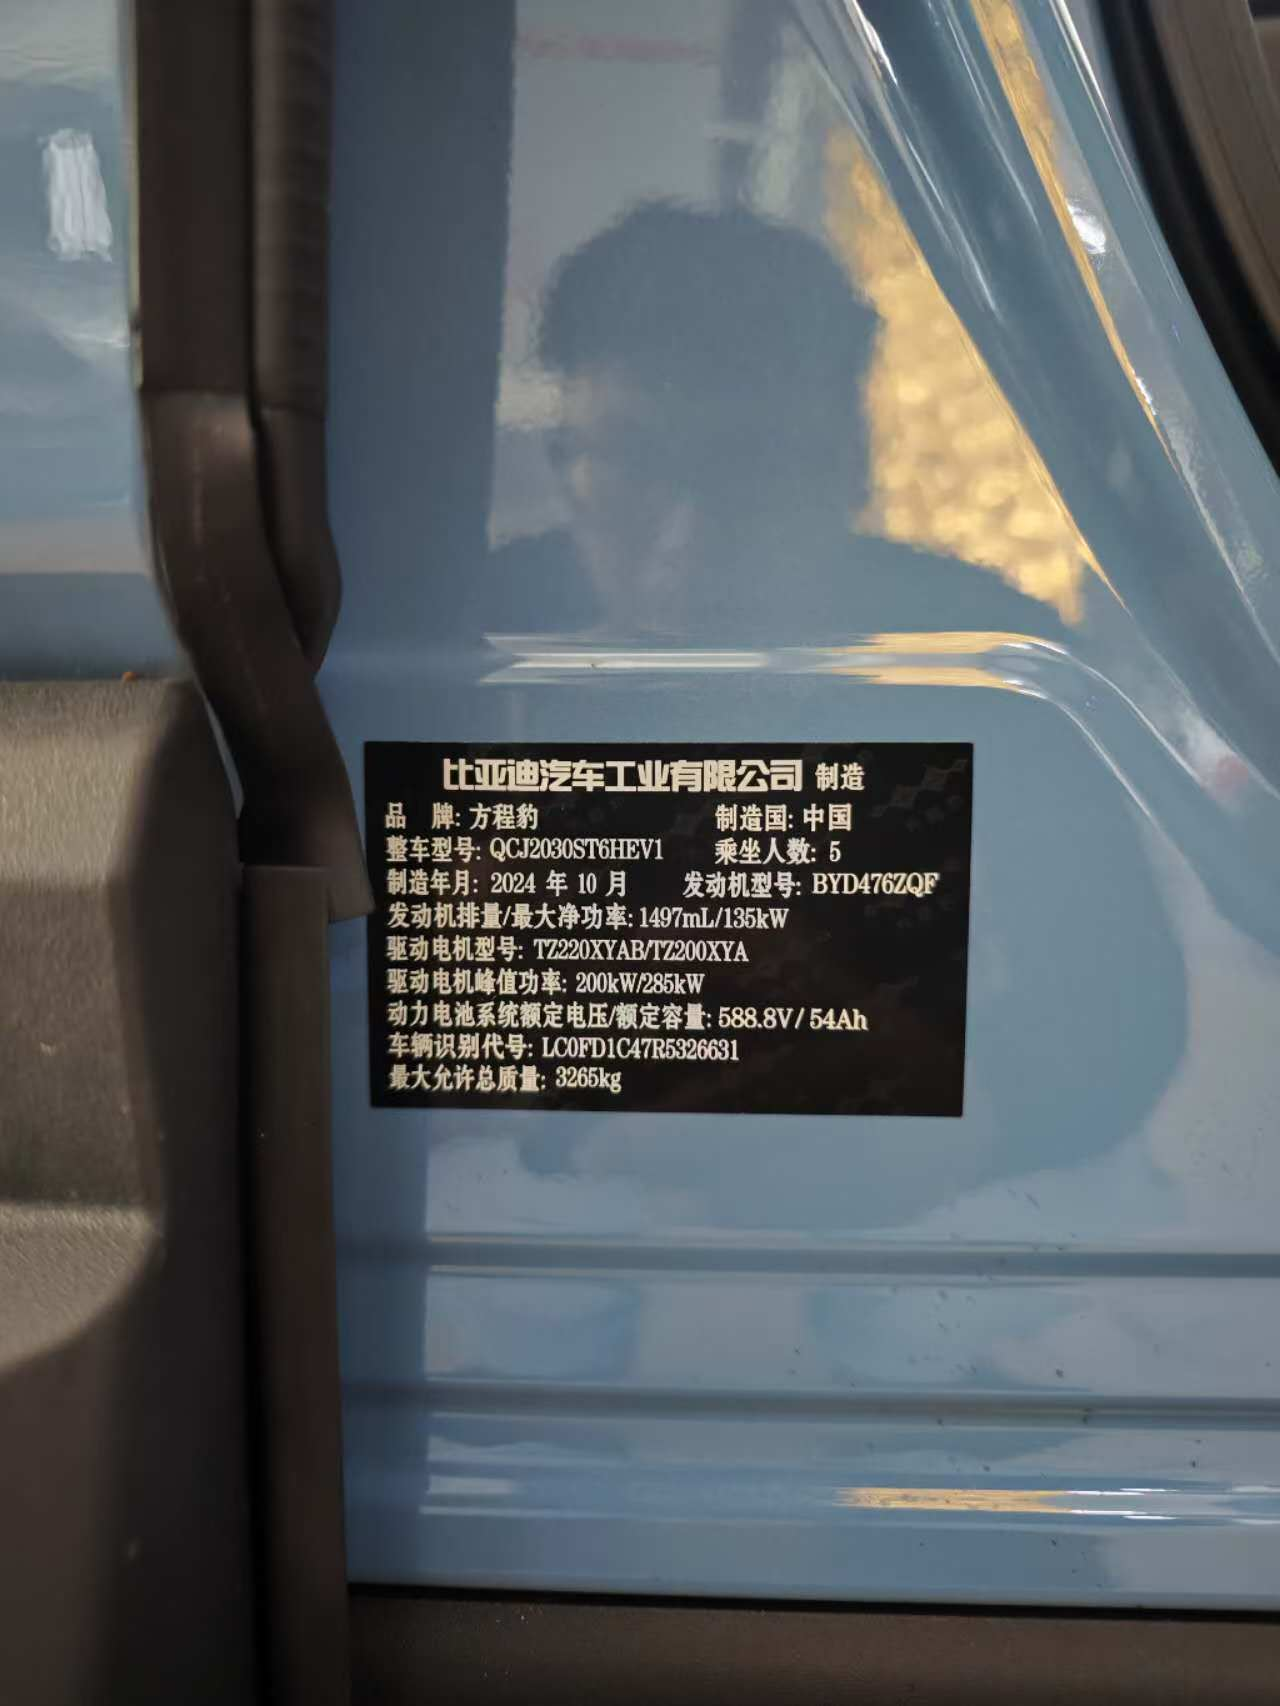 比亚迪汽车工业有限公司 制造
品 牌: 方程豹 制造国: 中国
整车型号: QCJ2030ST6HEV1 乘坐人数: 5
制造年月: 2024 年 10 月 发动机型号: BYD476ZQF
发动机排量/最大净功率: 1497mL/135kW
驱动电机型号: TZ220XYAB/TZ200XYA
驱动电机峰值功率: 200kW/285kW
动力电池系统额定电压/额定容量: 588.8V/ 54Ah
车辆识别代号: LC0FD1C47R5326631
最大允许总质量: 3265kg